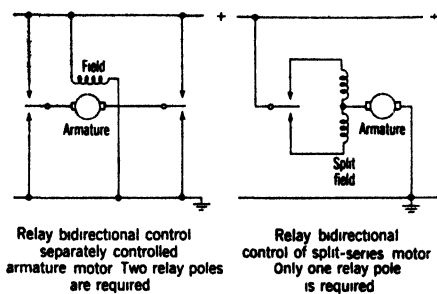 +
+
Field
Armature
Armature
Split
field
Relay bidirectional control
separately controlled
armature motor Two relay poles
are required
Relay bidirectional
control of split-series motor
Only one relay pole
is required